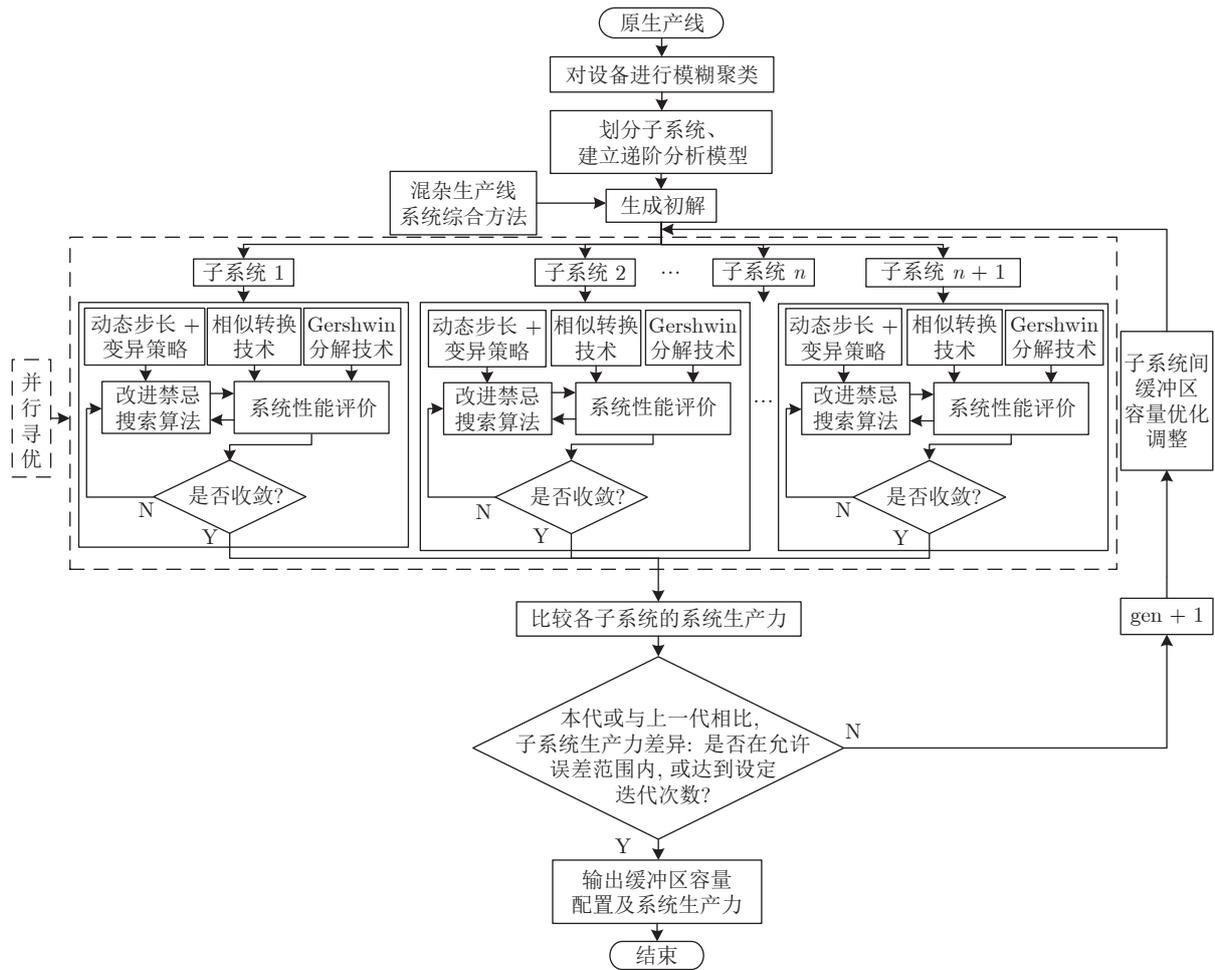 原生产线
对设备进行模糊聚类
划分子系统、
建立递阶分析模型
混杂生产线
系统综合方法
生成初解
子系统 1
子系统 2
···
子系统 n
子系统 n + 1
动态步长 +
变异策略
相似转换
技术
Gershwin
分解技术
改进禁忌
搜索算法
系统性能评价
是否收敛?
N
Y
动态步长 +
变异策略
相似转换
技术
Gershwin
分解技术
改进禁忌
搜索算法
系统性能评价
是否收敛?
N
Y
···
动态步长 +
变异策略
相似转换
技术
Gershwin
分解技术
改进禁忌
搜索算法
系统性能评价
是否收敛?
N
Y
并
行
寻
优
子系统间
缓冲区
容量优化
调整
gen + 1
比较各子系统的系统生产力
本代或与上一代相比,
子系统生产力差异: 是否在允许
误差范围内, 或达到设定
迭代次数?
N
Y
输出缓冲区容量
配置及系统生产力
结束